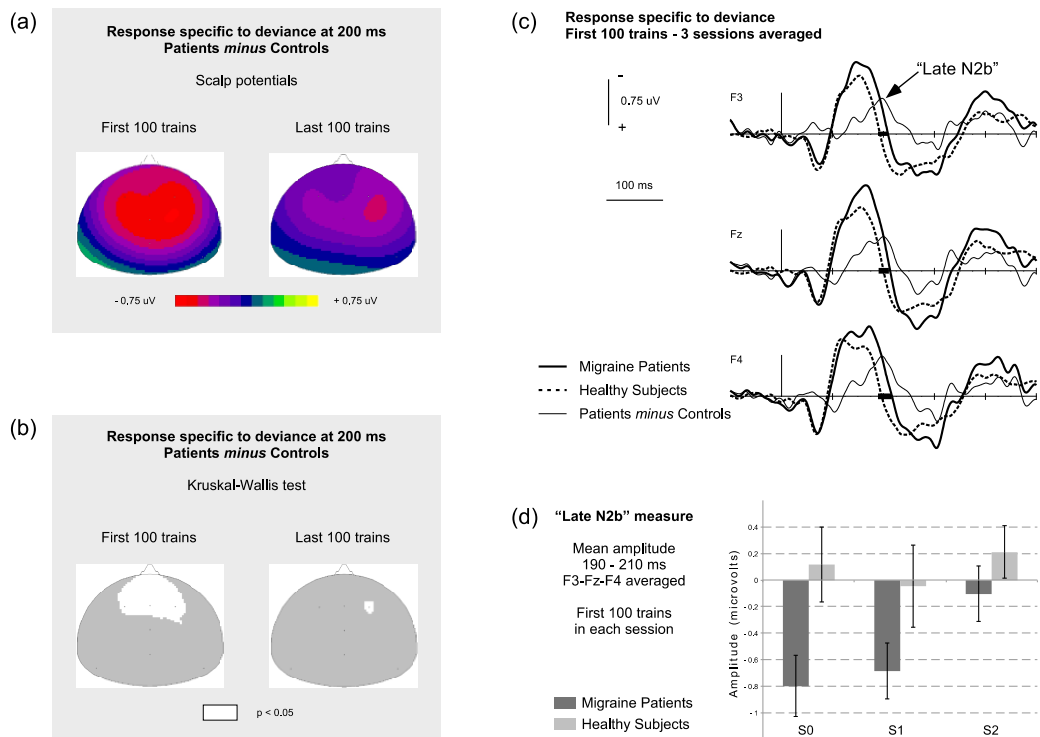 (a)
Response specific to deviance at 200 ms
Patients minus Controls
Scalp potentials
First 100 trains
Last 100 trains
- 0,75 uV
+ 0,75 uV
(b)
Response specific to deviance at 200 ms
Patients minus Controls
Kruskal-Wallis test
First 100 trains
Last 100 trains
p < 0.05
(c)
Response specific to deviance
First 100 trains - 3 sessions averaged
-
0.75 uV
+
100 ms
“Late N2b”
F3
Fz
F4
Migraine Patients
Healthy Subjects
Patients minus Controls
(d)
“Late N2b” measure
Mean amplitude
190 - 210 ms
F3-Fz-F4 averaged
First 100 trains
in each session
Migraine Patients
Healthy Subjects
Amplitude (microvolts)
0.4
0.2
0
- 0.2
- 0.4
- 0.6
- 0.8
- 1
S0
S1
S2